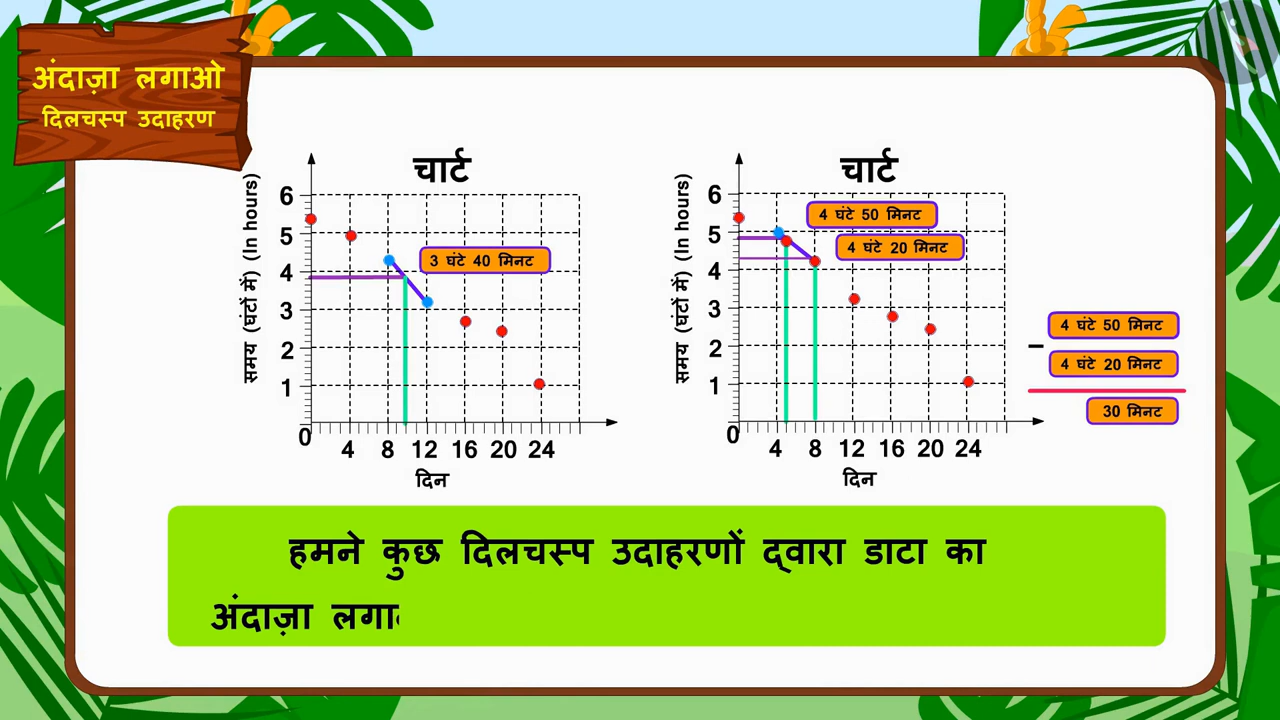 अंदाज़ा लगाओ
दिलचस्प उदाहरण
चार्ट
समय (घंटों में) (In hours)
6
5
4
3
2
1
0
3 घंटे 40 मिनट
4 8 12 16 20 24
दिन
चार्ट
समय (घंटों में) (In hours)
6
5
4
3
2
1
0
4 घंटे 50 मिनट
4 घंटे 20 मिनट
4 8 12 16 20 24
दिन
4 घंटे 50 मिनट
–
4 घंटे 20 मिनट
30 मिनट
हमने कुछ दिलचस्प उदाहरणों द्वारा डाटा का
अंदाज़ा